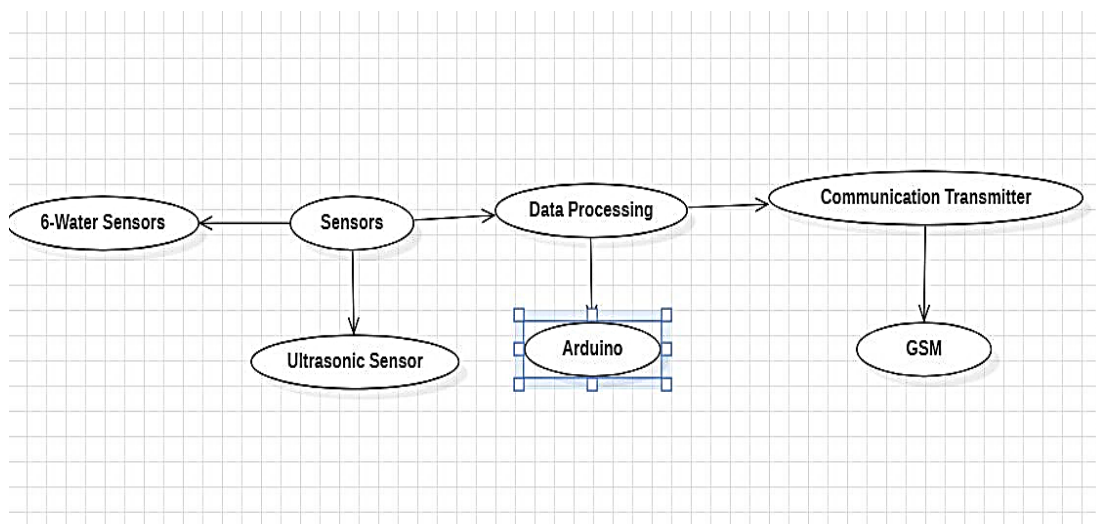 6-Water Sensors
Sensors
Data Processing
Communication Transmitter
Ultrasonic Sensor
Arduino
GSM